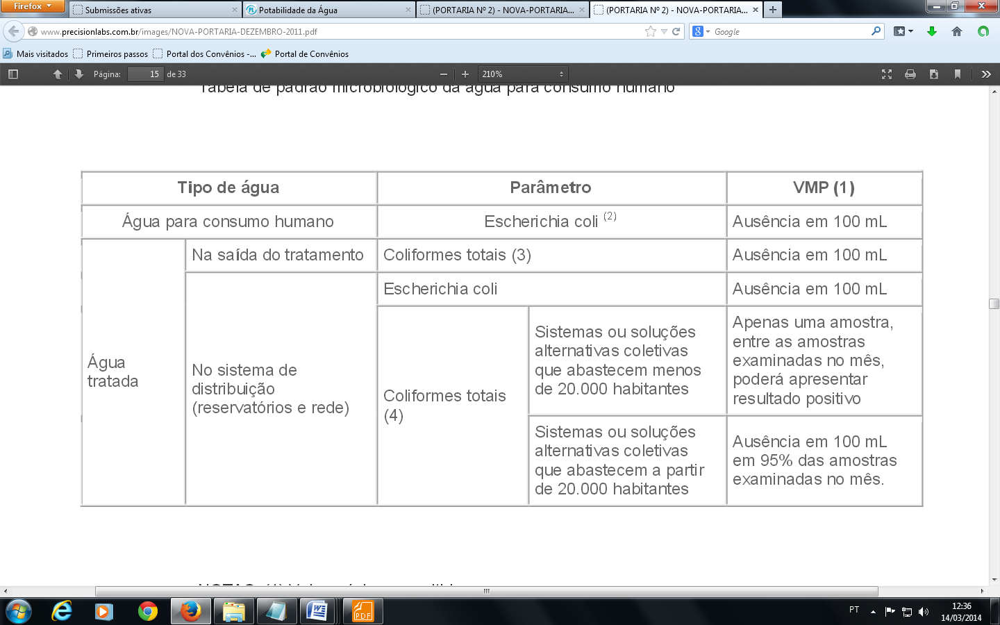 Firefox
Submissões ativas
Potabilidade da Água
(PORTARIA Nº 2) - NOVA-PORTARIA...
(PORTARIA Nº 2) - NOVA-PORTARIA...
www.precisionlabs.com.br/images/NOVA-PORTARIA-DEZEMBRO-2011.pdf
Google
Mais visitados
Primeiros passos
Portal dos Convênios -...
Portal de Convênios
Página: 15 de 33
210%
Tabela de padrão microbiológico da água para consumo humano
Tipo de água
Parâmetro
VMP (1)
Água para consumo humano
Escherichia coli (2)
Ausência em 100 mL
Água
tratada
Na saída do tratamento
Coliformes totais (3)
Ausência em 100 mL
No sistema de
distribuição
(reservatórios e rede)
Escherichia coli
Ausência em 100 mL
Coliformes totais
(4)
Sistemas ou soluções
alternativas coletivas
que abastecem menos
de 20.000 habitantes
Apenas uma amostra,
entre as amostras
examinadas no mês,
poderá apresentar
resultado positivo
Sistemas ou soluções
alternativas coletivas
que abastecem a partir
de 20.000 habitantes
Ausência em 100 mL
em 95% das amostras
examinadas no mês.
PDF
PT
12:36
14/03/2014